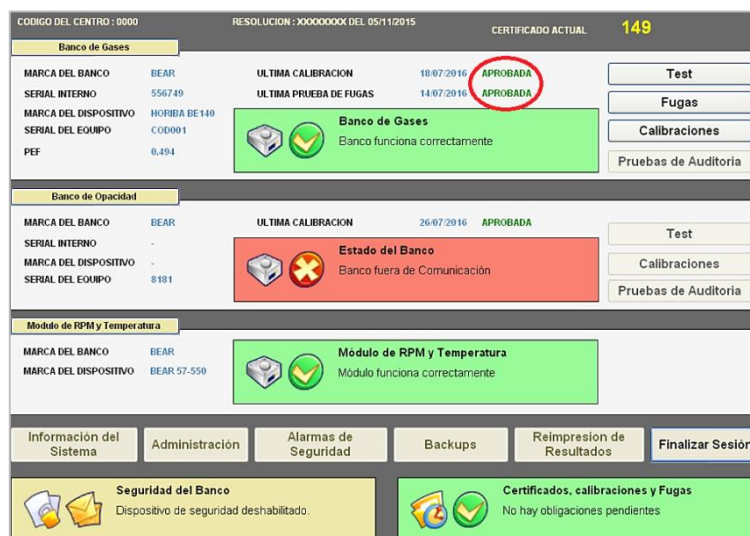 CODIGO DEL CENTRO : 0000 RESOLUCION : XXXXXXXX DEL 05/11/2015 CERTIFICADO ACTUAL 149
Banco de Gases
MARCA DEL BANCO BEAR ULTIMA CALIBRACION 18/07/2016 APROBADA Test
SERIAL INTERNO 556749 ULTIMA PRUEBA DE FUGAS 14/07/2016 APROBADA Fugas
MARCA DEL DISPOSITIVO HORIBA BE140
SERIAL DEL EQUIPO COD001
PEF 0.494
Banco de Gases
Banco funciona correctamente
Calibraciones
Pruebas de Auditoria
Banco de Opacidad
MARCA DEL BANCO BEAR ULTIMA CALIBRACION 26/07/2016 APROBADA
SERIAL INTERNO -
MARCA DEL DISPOSITIVO -
SERIAL DEL EQUIPO 8181
Estado del Banco
Banco fuera de Comunicación
Test
Calibraciones
Pruebas de Auditoria
Modulo de RPM y Temperatura
MARCA DEL BANCO BEAR
MARCA DEL DISPOSITIVO BEAR 57-550
Módulo de RPM y Temperatura
Módulo funciona correctamente
Información del
Sistema
Administración
Alarmas de
Seguridad
Backups
Reimpresion de
Resultados
Finalizar Sesión
Seguridad del Banco
Dispositivo de seguridad deshabilitado.
Certificados, calibraciones y Fugas
No hay obligaciones pendientes